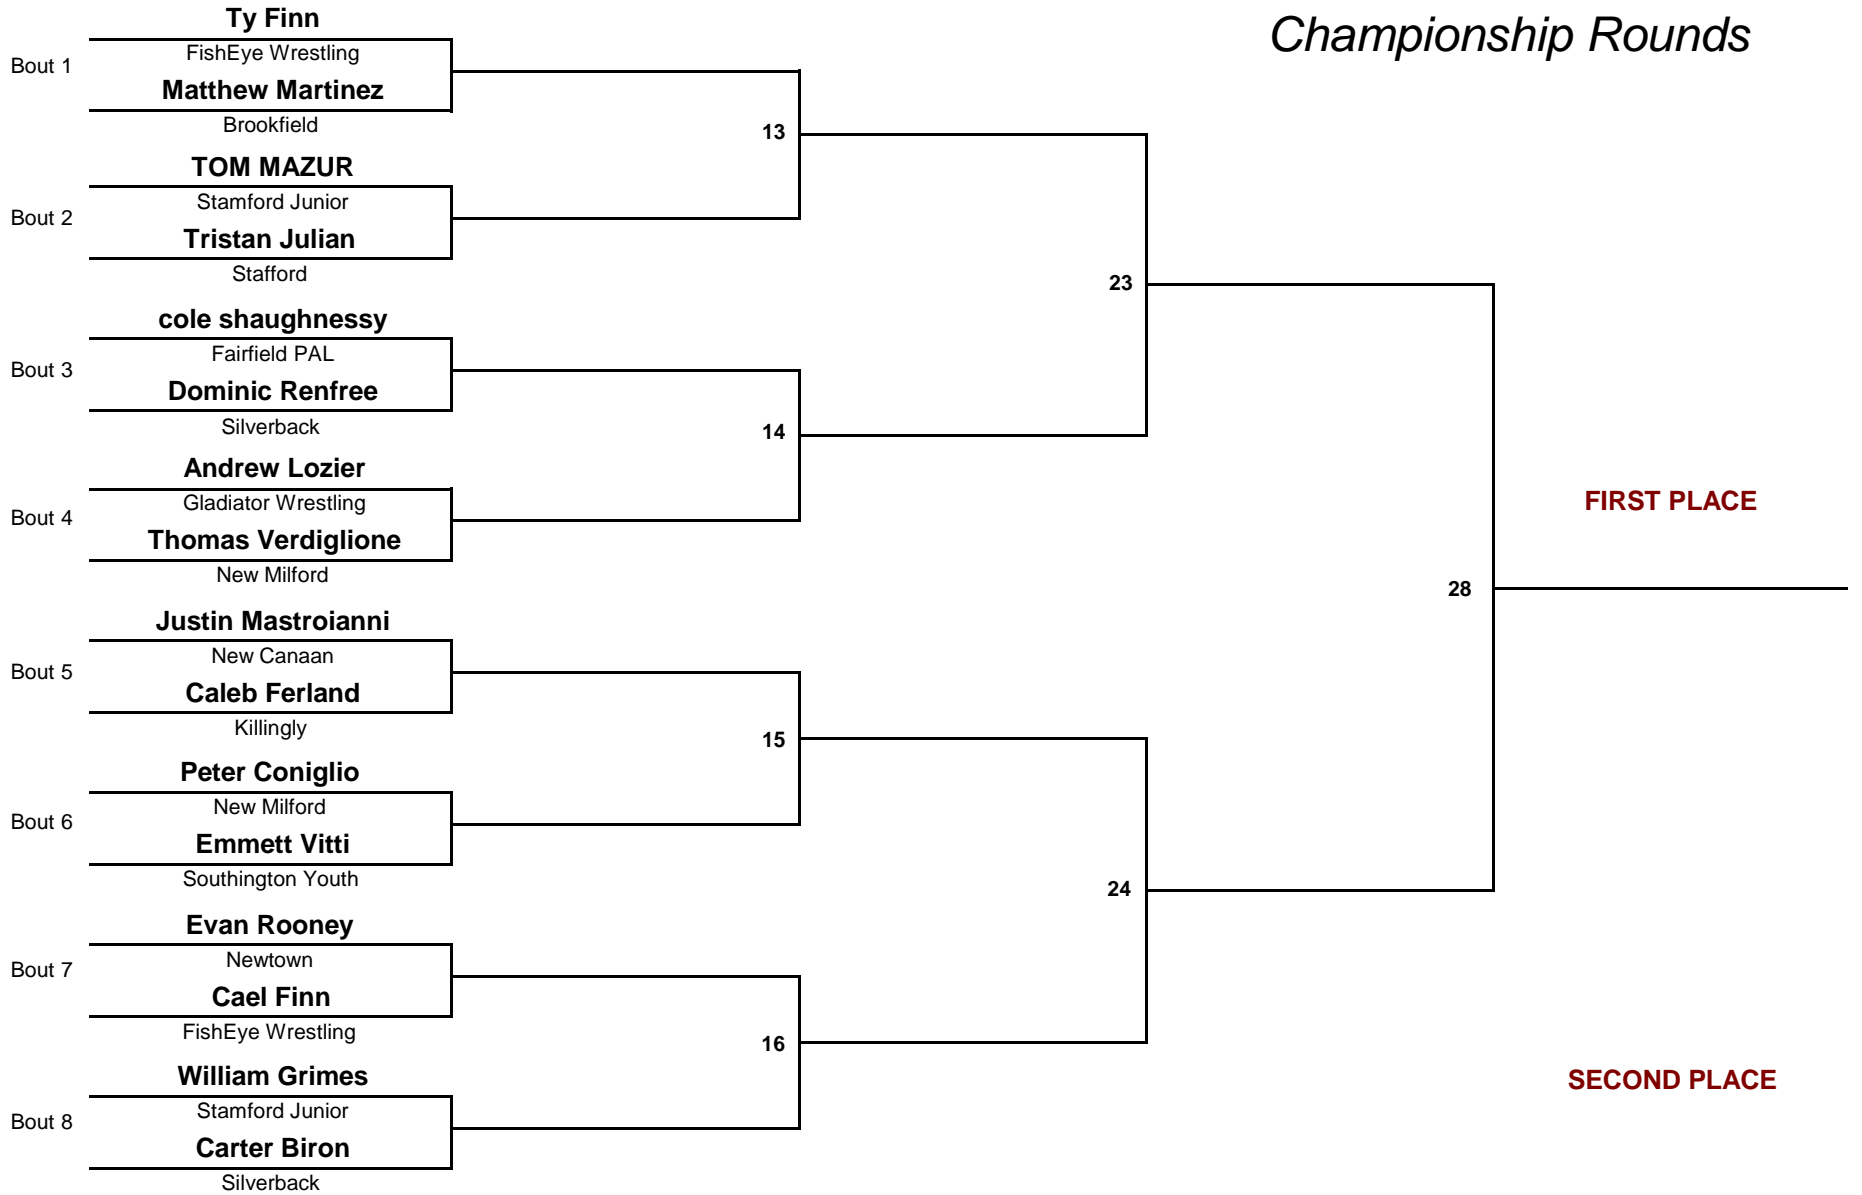 Championship Rounds
Ty Finn
Bout 1
FishEye Wrestling
Matthew Martinez
Brookfield
13
TOM MAZUR
Bout 2
Stamford Junior
Tristan Julian
Stafford
23
cole shaughnessy
Bout 3
Fairfield PAL
Dominic Renfree
Silverback
14
Andrew Lozier
Bout 4
Gladiator Wrestling
Thomas Verdiglione
New Milford
FIRST PLACE
28
Justin Mastroianni
Bout 5
New Canaan
Caleb Ferland
Killingly
15
Peter Coniglio
Bout 6
New Milford
Emmett Vitti
Southington Youth
24
Evan Rooney
Bout 7
Newtown
Cael Finn
FishEye Wrestling
16
William Grimes
SECOND PLACE
Bout 8
Stamford Junior
Carter Biron
Silverback